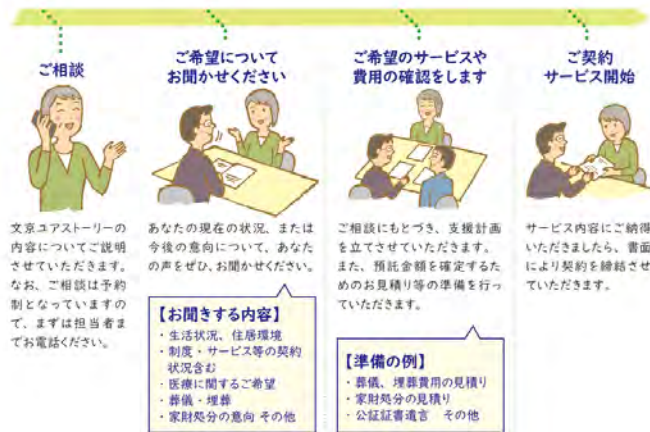 ご相談
文京ユアストーリーの
内容についてご説明
させていただきます。
なお、ご相談は予約
制となっていますの
で、まずは担当者ま
でお電話ください。
ご希望について
お聞かせください
あなたの現在の状況、または
今後の意向について、あなた
の声をぜひ、お聞かせください。
【お聞きする内容】
・生活状況、住居環境
・制度・サービス等の契約
状況含む
・医療に関するご希望
・葬儀・埋葬
・家財処分の意向 その他
ご希望のサービスや
費用の確認をします
ご相談にもとづき、支援計画
を立てさせていただきます。
また、預託金額を確定するた
めのお見積り等の準備を行っ
ていただきます。
【準備の例】
・葬儀、埋葬費用の見積り
・家財処分の見積り
・公証証書遺言 その他
ご契約
サービス開始
サービス内容にご納得
いただきましたら、書面
により契約を締結させ
ていただきます。